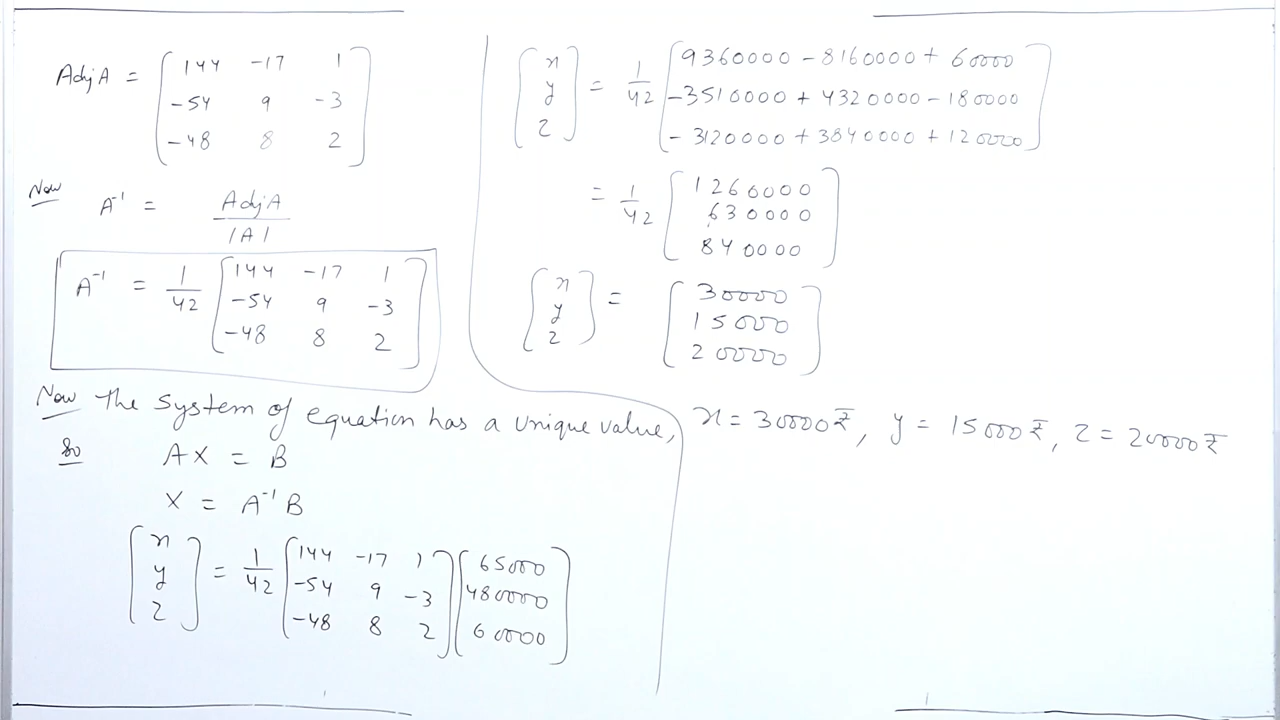 Adj A = [144 -17 1
-54 9 -3
-48 8 2]
Now A⁻¹ = Adj A / |A|
A⁻¹ = 1/42 [144 -17 1
-54 9 -3
-48 8 2]
Now the system of equation has a unique value,
So AX = B
X = A⁻¹B
[x y z] = 1/42 [144 -17 1
-54 9 -3
-48 8 2] [65000
480000
60000]
[x y z] = 1/42 [9360000 - 8160000 + 60000
-3510000 + 4320000 - 180000
-3120000 + 3840000 + 120000]
= 1/42 [1260000
630000
840000]
[x y z] = [30000
15000
20000]
x = 30000₹, y = 15000₹, z = 20000₹